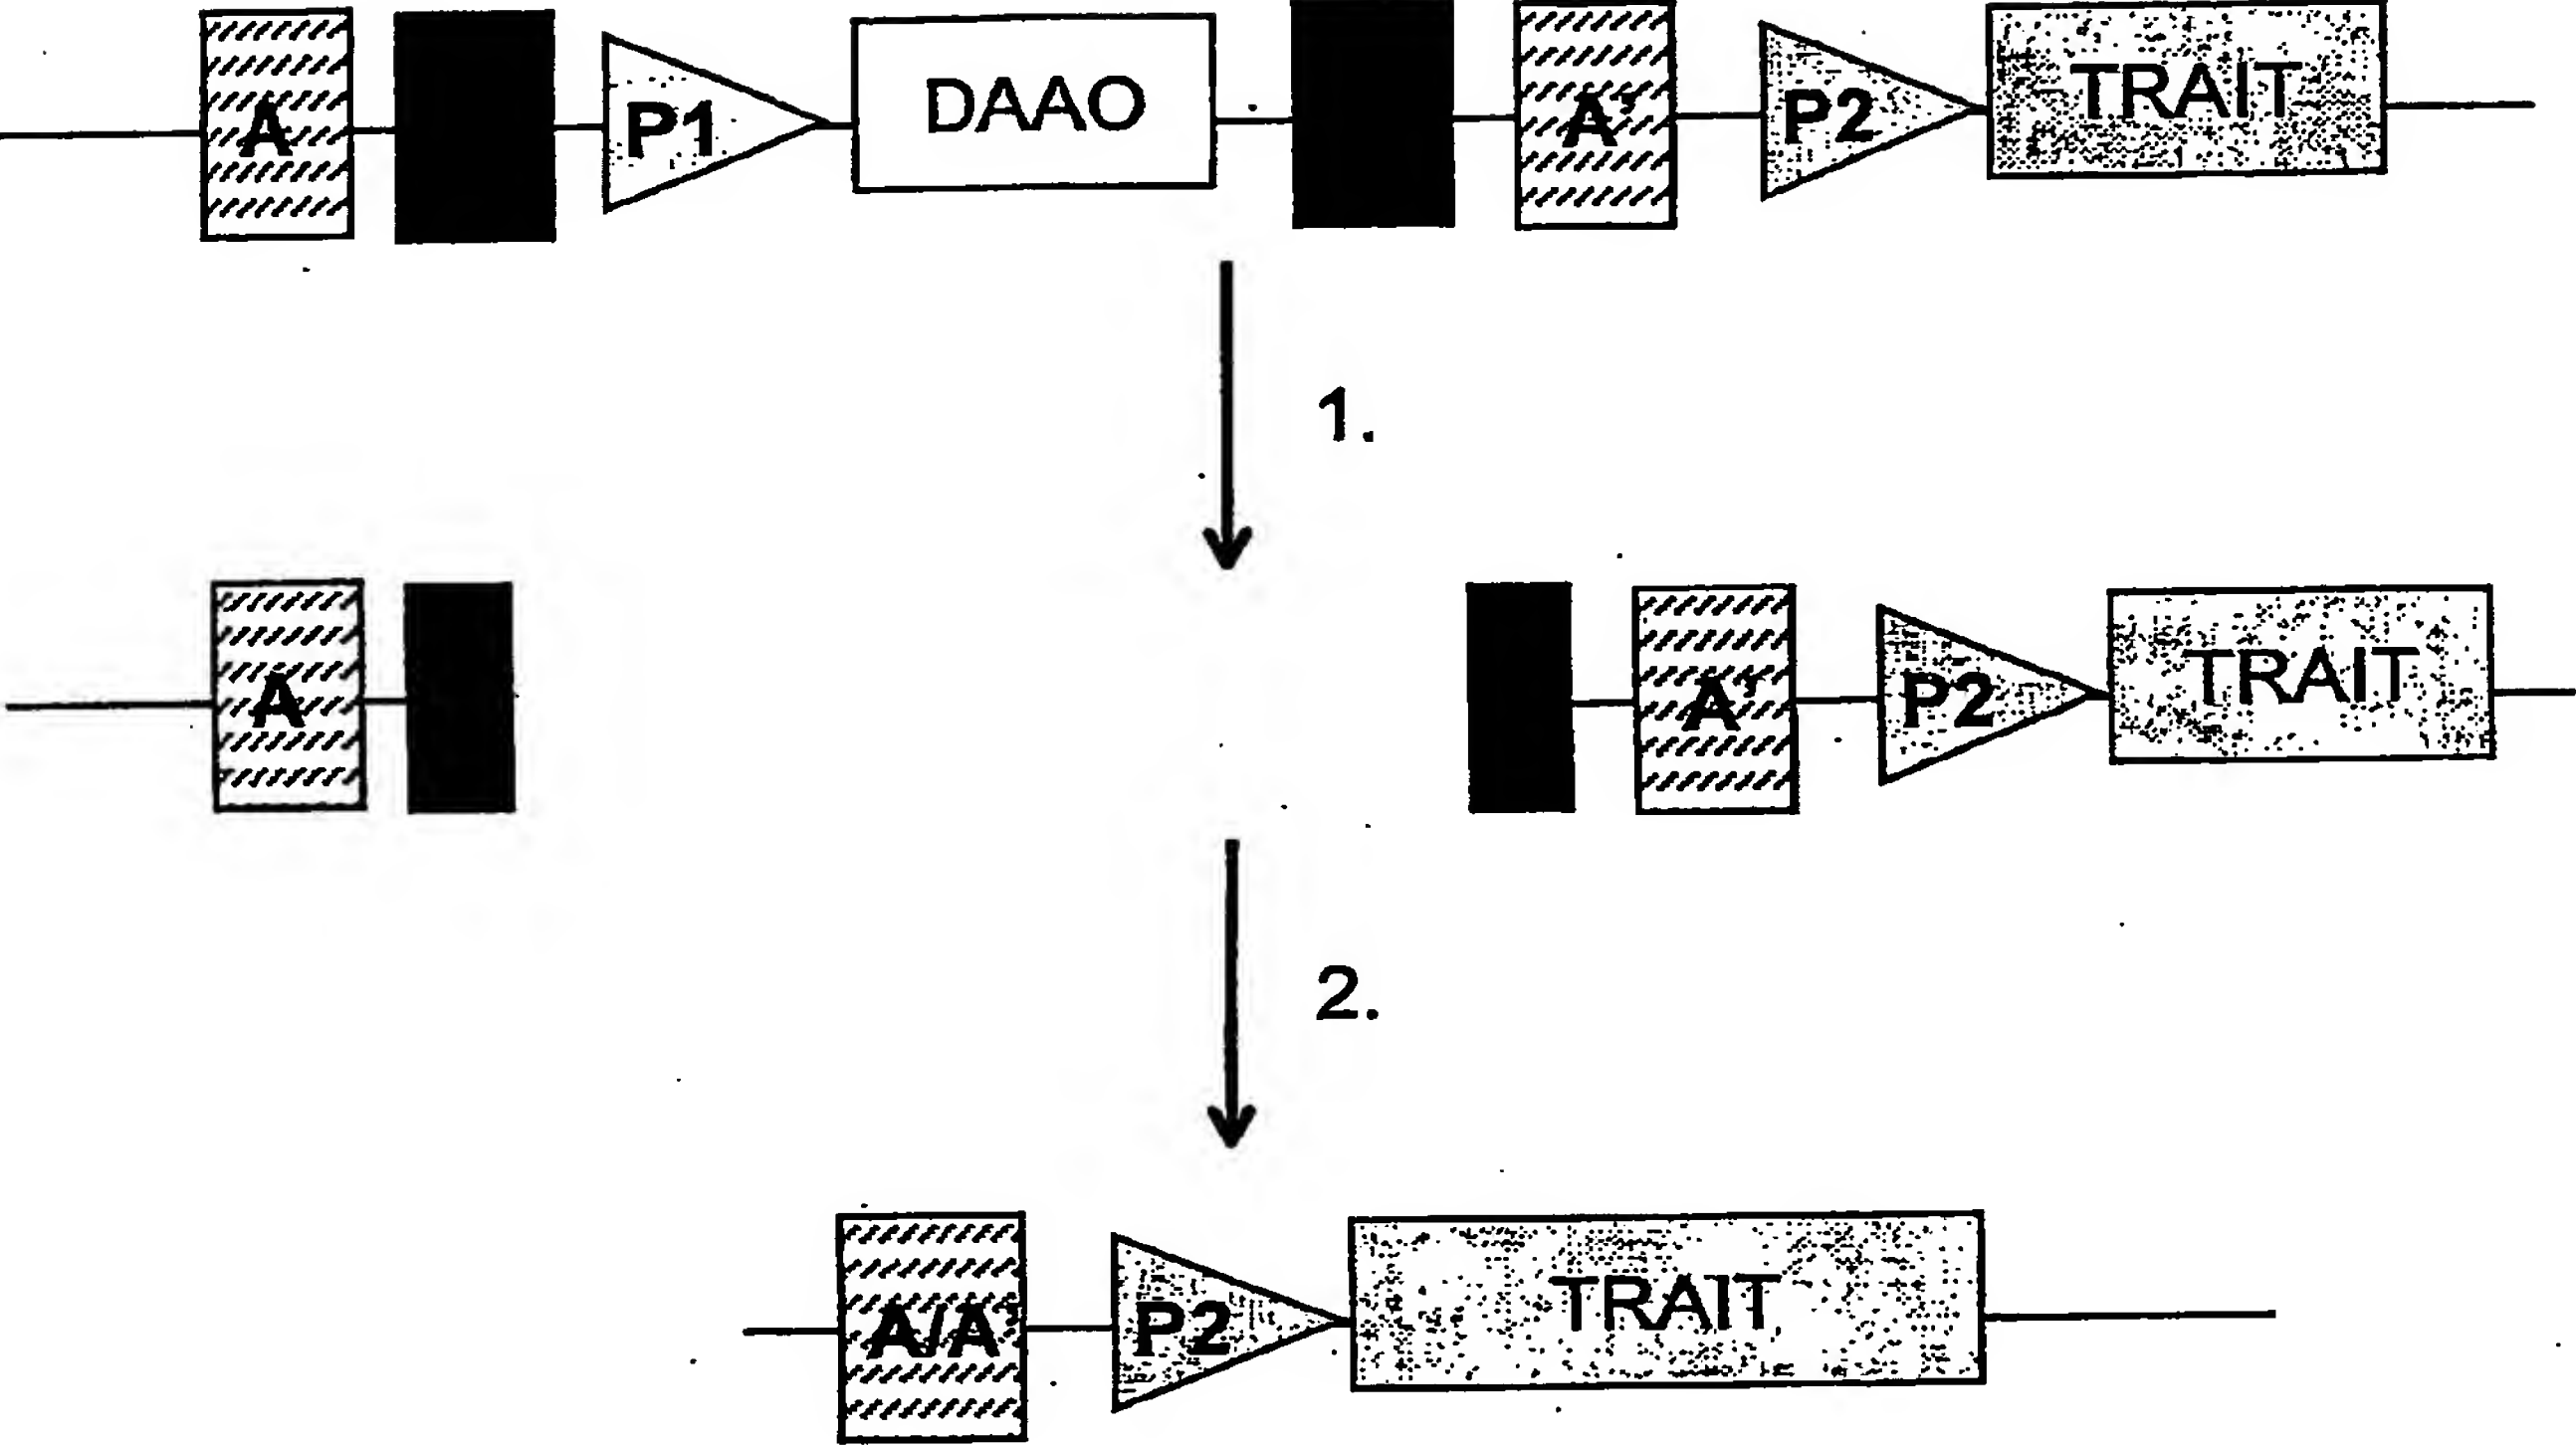 A P1 DAAO A' P2 TRAIT
1.
A A' P2 TRAIT
2.
A/A' P2 TRAIT